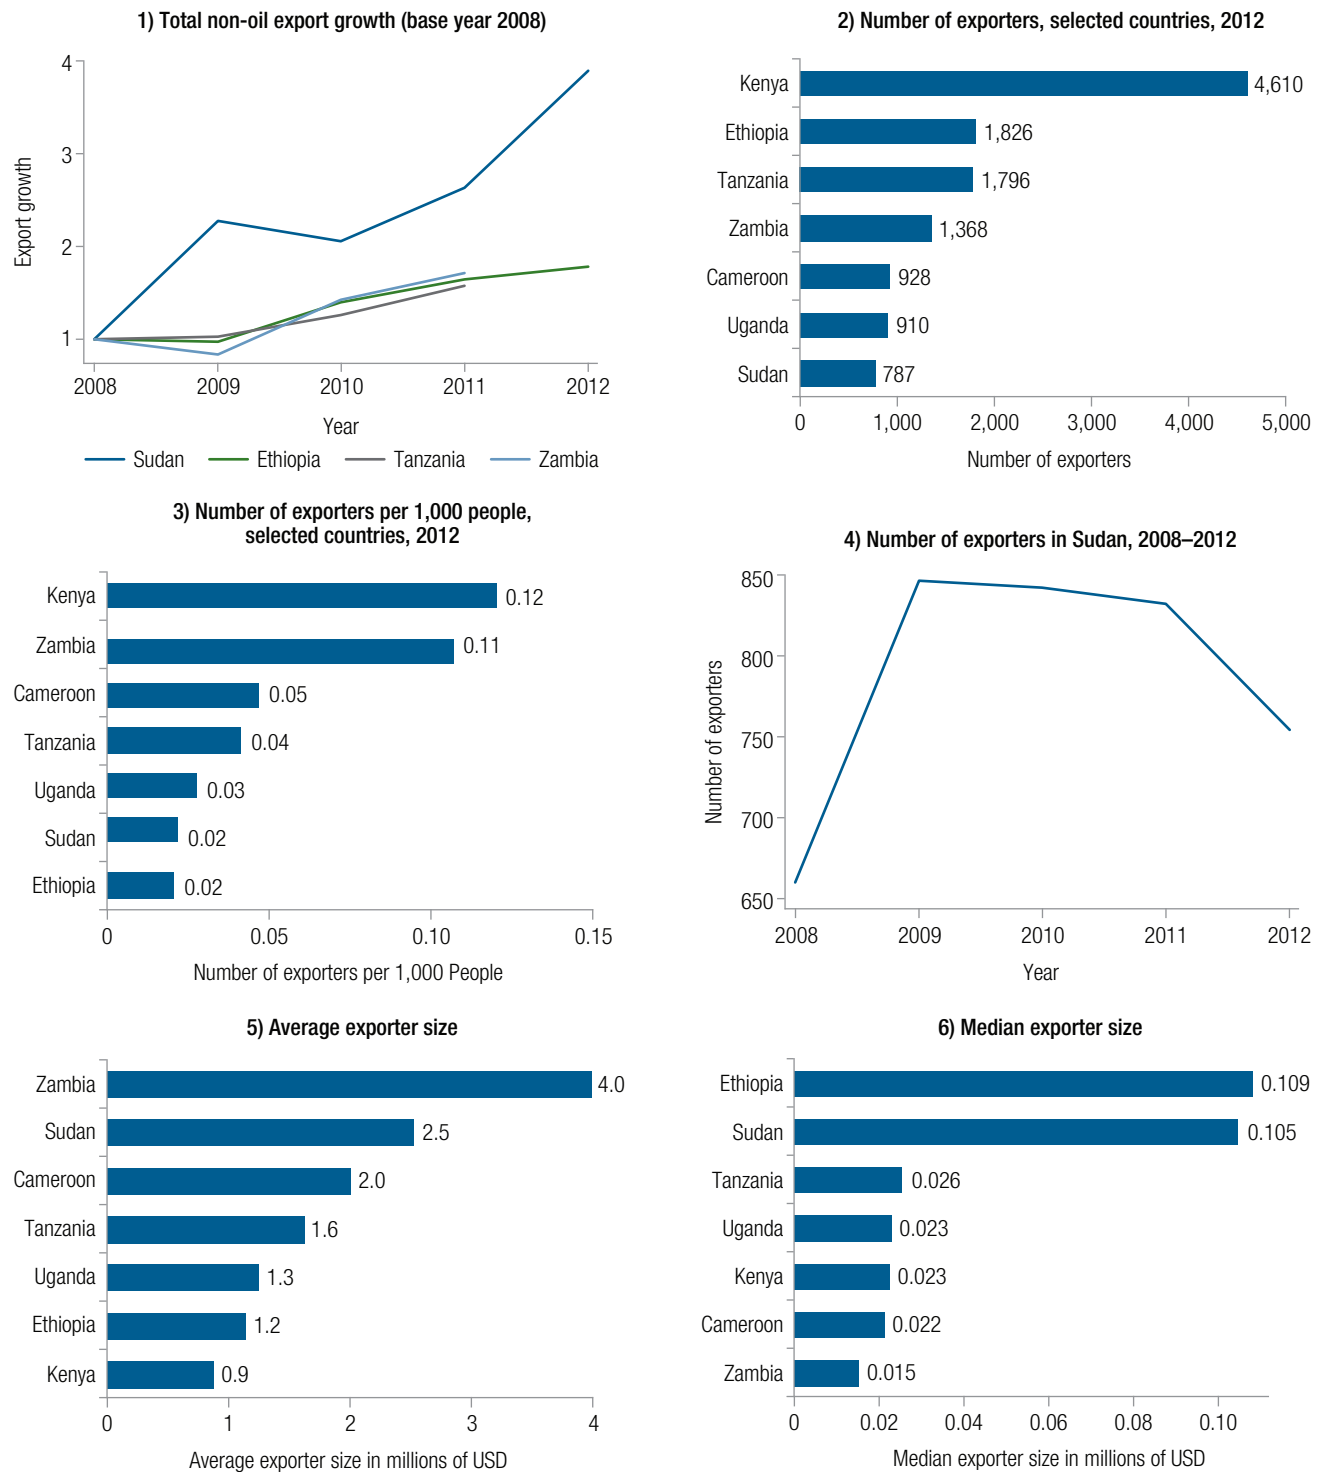 1) Total non-oil export growth (base year 2008)
4
3
2
1
Export growth
2008 2009 2010 2011 2012
Year
Sudan Ethiopia Tanzania Zambia
2) Number of exporters, selected countries, 2012
Kenya 4,610
Ethiopia 1,826
Tanzania 1,796
Zambia 1,368
Cameroon 928
Uganda 910
Sudan 787
0 1,000 2,000 3,000 4,000 5,000
Number of exporters
3) Number of exporters per 1,000 people,
selected countries, 2012
Kenya 0.12
Zambia 0.11
Cameroon 0.05
Tanzania 0.04
Uganda 0.03
Sudan 0.02
Ethiopia 0.02
0 0.05 0.10 0.15
Number of exporters per 1,000 People
4) Number of exporters in Sudan, 2008–2012
850
800
750
700
650
Number of exporters
2008 2009 2010 2011 2012
Year
5) Average exporter size
Zambia 4.0
Sudan 2.5
Cameroon 2.0
Tanzania 1.6
Uganda 1.3
Ethiopia 1.2
Kenya 0.9
0 1 2 3 4
Average exporter size in millions of USD
6) Median exporter size
Ethiopia 0.109
Sudan 0.105
Tanzania 0.026
Uganda 0.023
Kenya 0.023
Cameroon 0.022
Zambia 0.015
0 0.02 0.04 0.06 0.08 0.10
Median exporter size in millions of USD